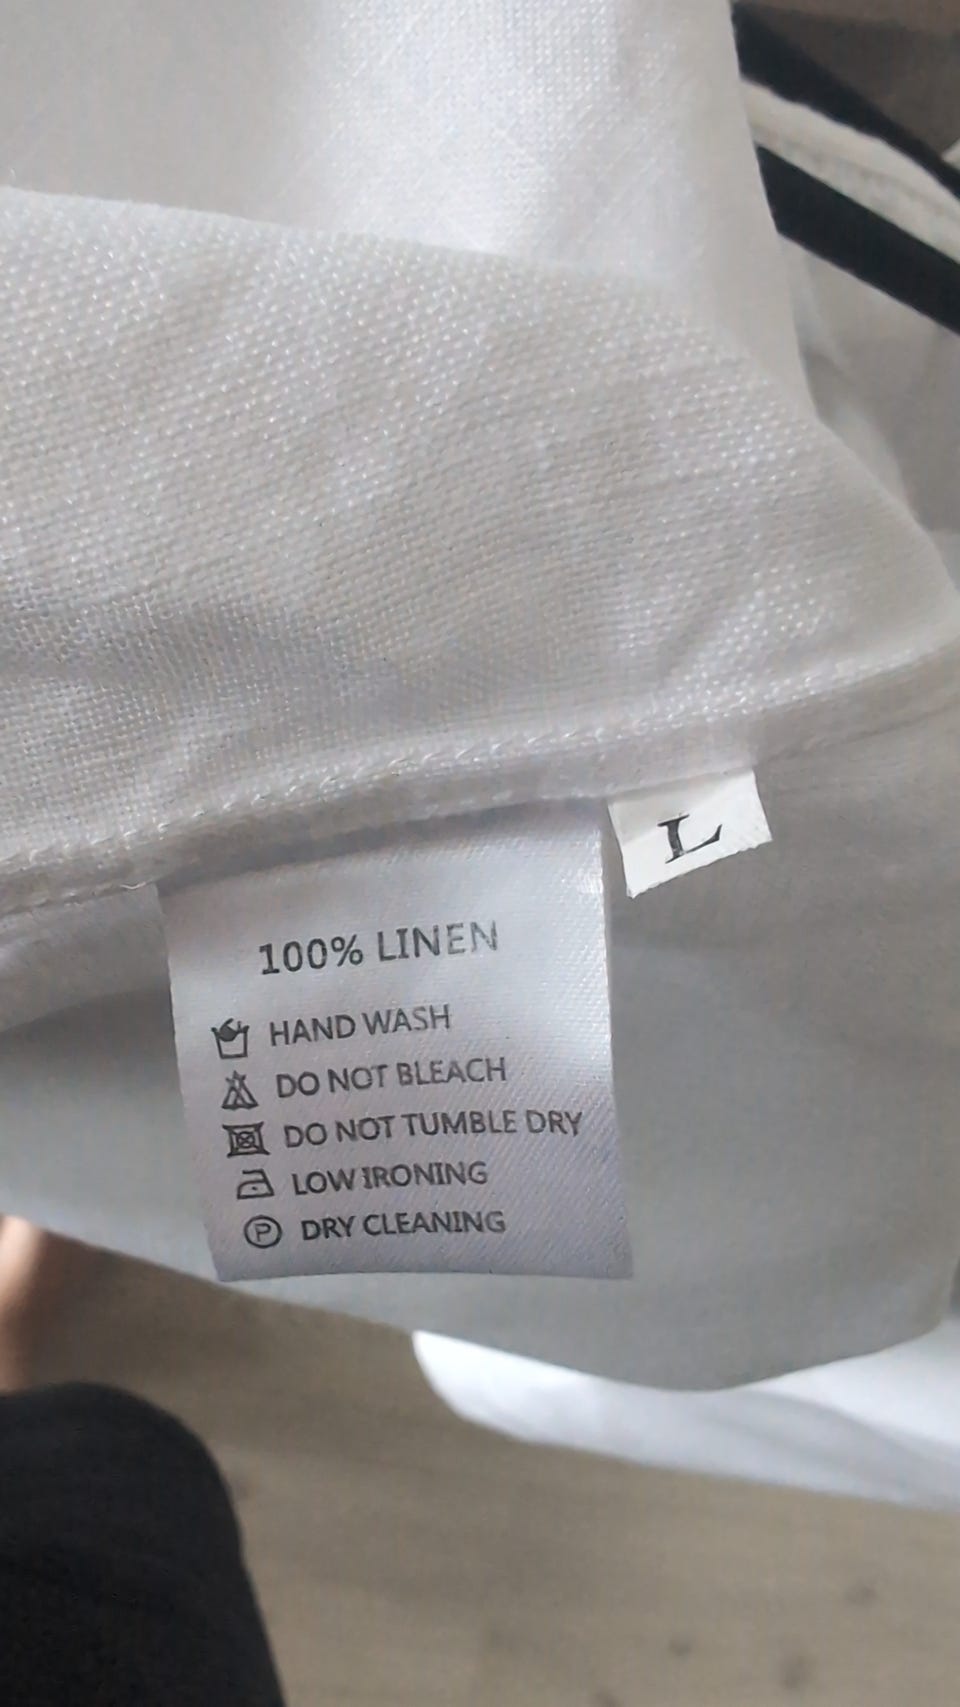 L
100% LINEN
HAND WASH
DO NOT BLEACH
DO NOT TUMBLE DRY
LOW IRONING
P DRY CLEANING